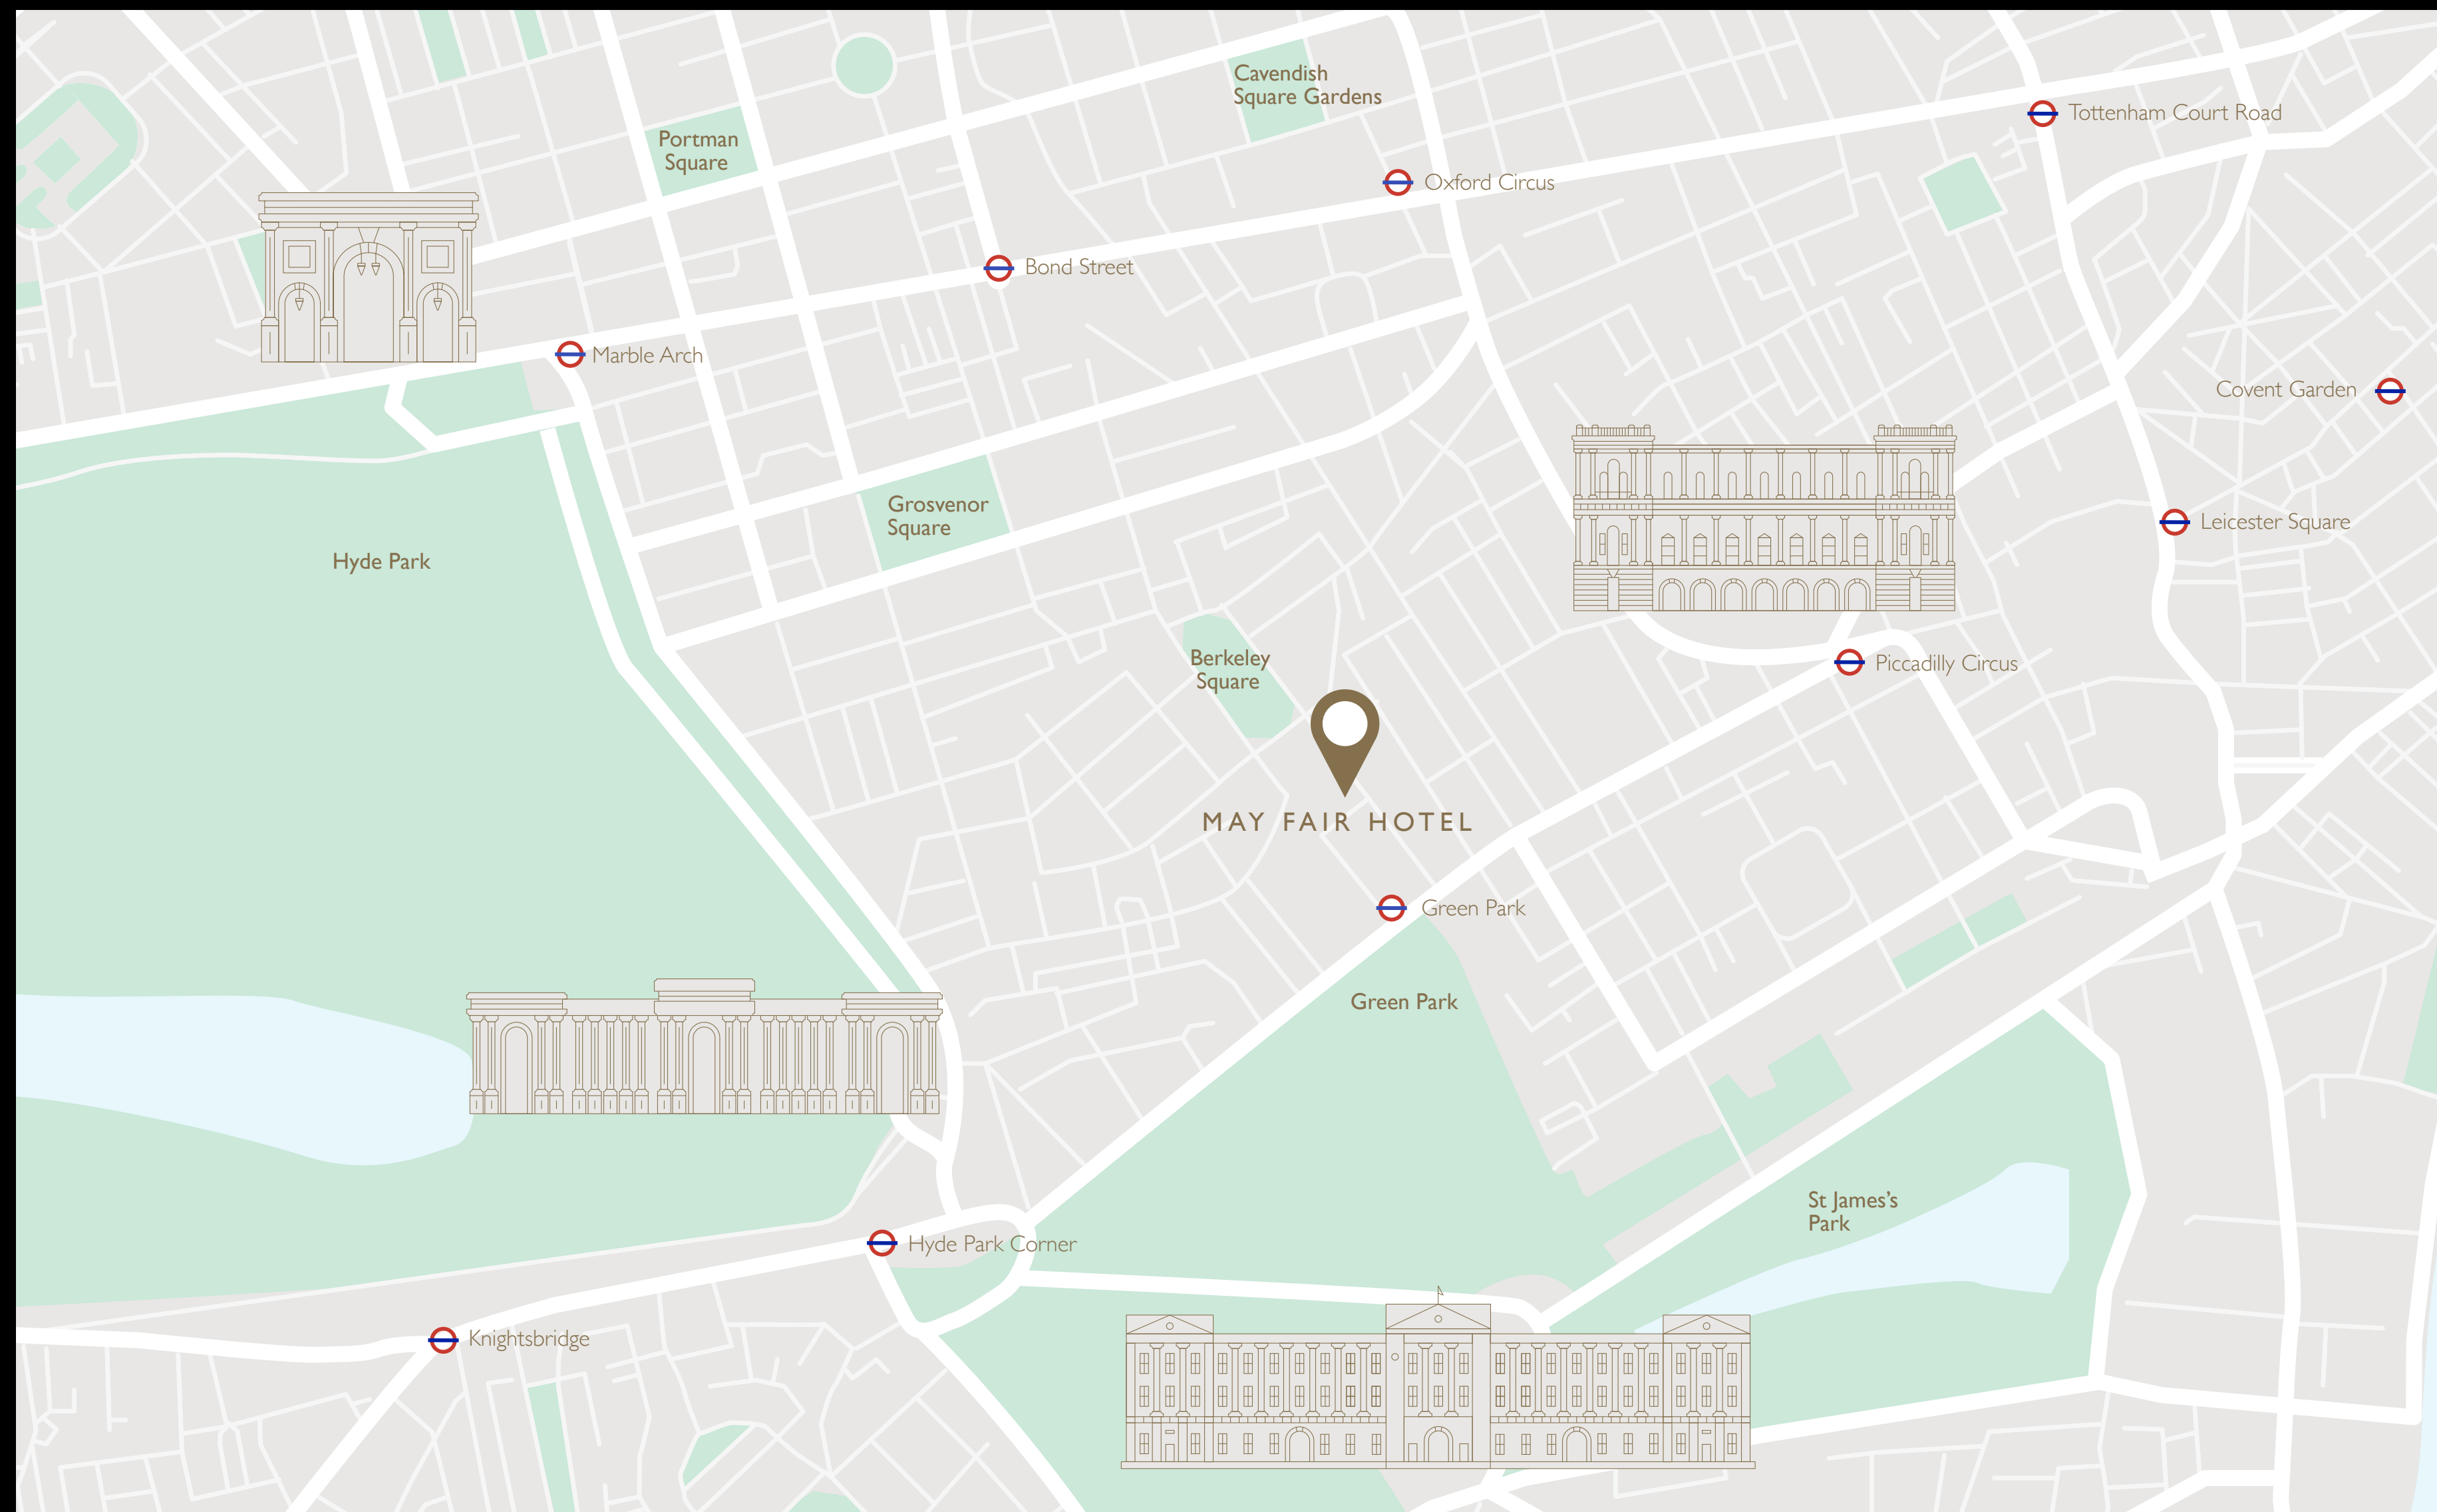 Cavendish
Square Gardens
Tottenham Court Road
Portman
Square
Oxford Circus
Bond Street
Marble Arch
Covent Garden
Grosvenor
Square
Leicester Square
Hyde Park
Berkeley
Square
Piccadilly Circus
MAY FAIR HOTEL
Green Park
Green Park
St James’s
Park
Hyde Park Corner
Knightsbridge